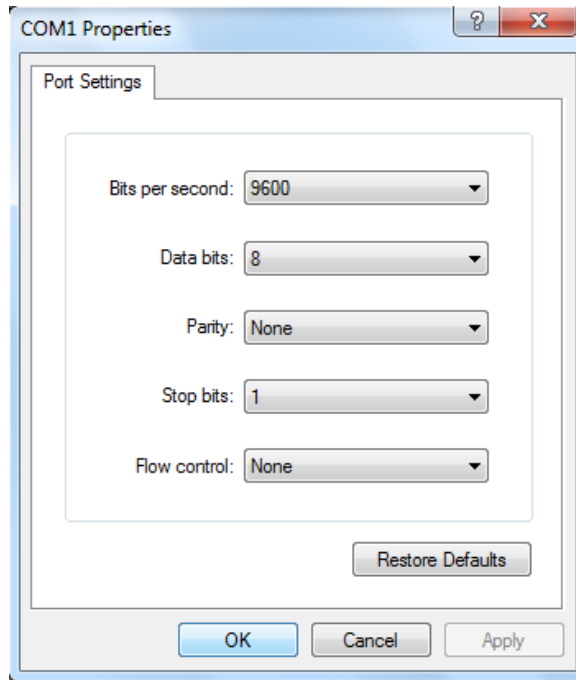 COM1 Properties
Port Settings
Bits per second: 9600
Data bits: 8
Parity: None
Stop bits: 1
Flow control: None
Restore Defaults
OK Cancel Apply